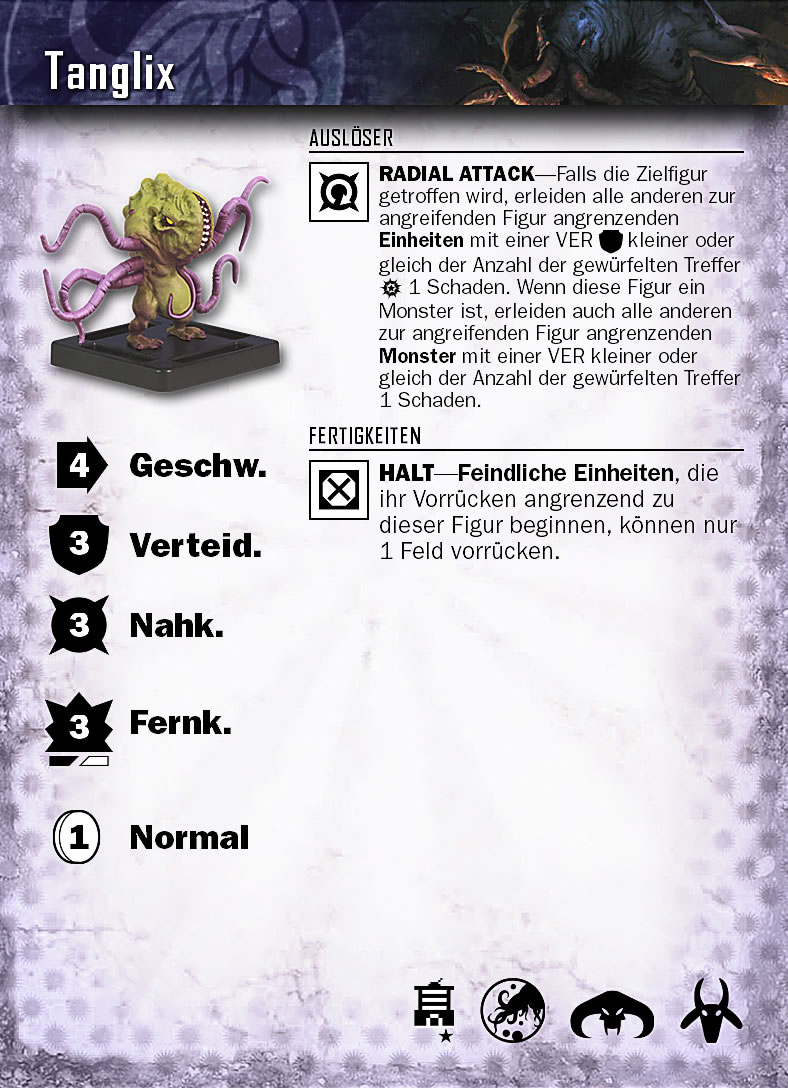 Tanglix
AUSLÖSER
RADIAL ATTACK—Falls die Zielfigur
getroffen wird, erleiden alle anderen zur
angreifenden Figur angrenzenden
Einheiten mit einer VER kleiner oder
gleich der Anzahl der gewürfelten Treffer
1 Schaden. Wenn diese Figur ein
Monster ist, erleiden auch alle anderen
zur angreifenden Figur angrenzenden
Monster mit einer VER kleiner oder
gleich der Anzahl der gewürfelten Treffer
1 Schaden.
FERTIGKEITEN
HALT—Feindliche Einheiten, die
ihr Vorrücken angrenzend zu
dieser Figur beginnen, können nur
1 Feld vorrücken.
4 Geschw.
3 Verteid.
3 Nahk.
3 Fernk.
1 Normal